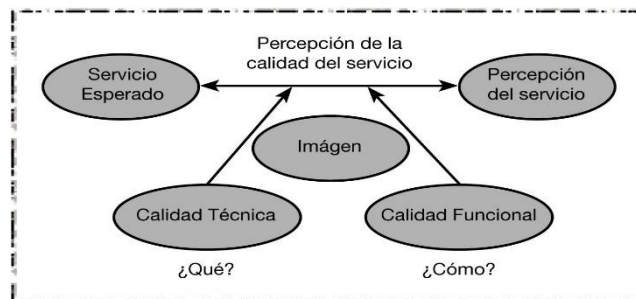 Percepción de la
calidad del servicio
Servicio
Esperado
Percepción
del servicio
Imágen
Calidad Técnica
Calidad Funcional
¿Qué?
¿Cómo?